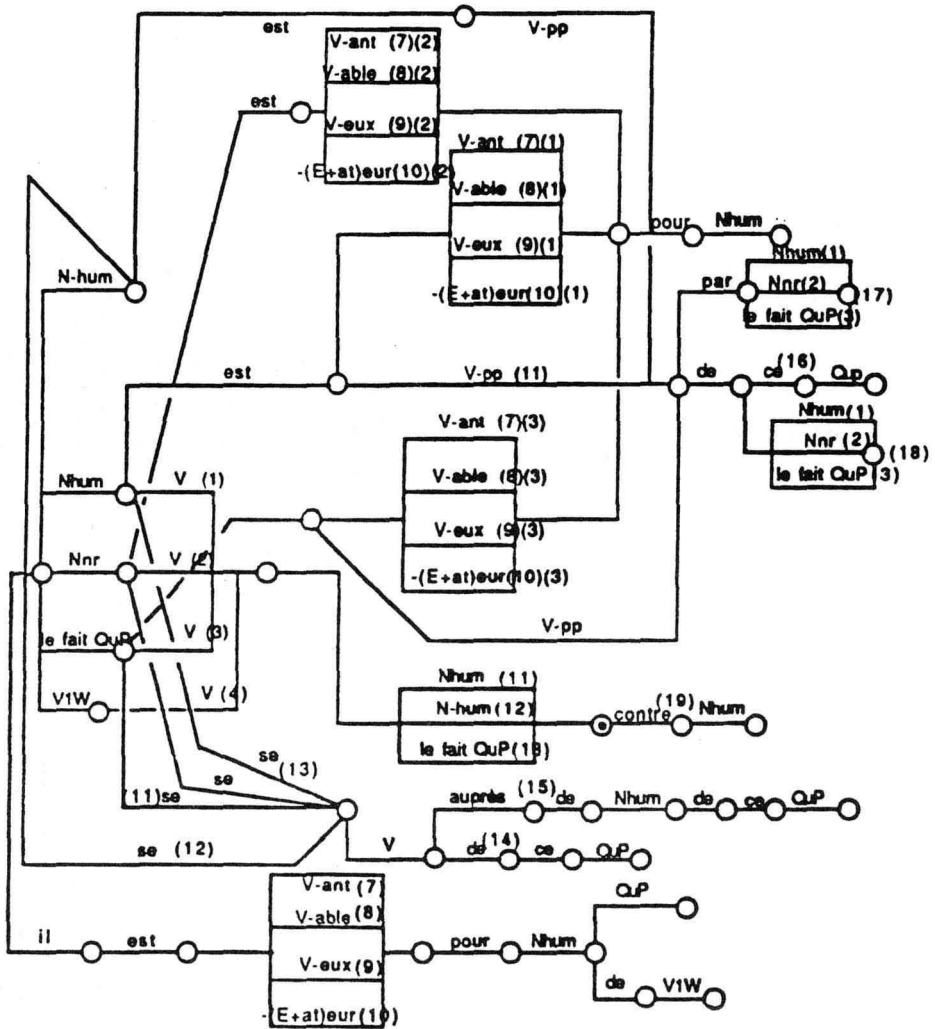 est V-pp
V-ant (7)(2)
V-able (8)(2)
est
V-eux (9)(2)
-(E+at)eur(10)(2)
V-ant (7)(1)
V-able (8)(1)
V-eux (9)(1
-(E+at)eur(10)(1)
pour Nhum
N-hum
Nhum(1)
par Nnr(2) (17)
le fait QuP(3)
est V-pp (11) de ce (16) Qup
Nhum(1)
Nnr (2) (18)
le fait QuP (3)
V-ant (7)(3)
V-able (8)(3)
V-eux (9)(3)
-(E+at)eur(10)(3)
V-pp
Nhum V (1)
Nnr V (2)
le fait QuP V (3)
V1W V (4)
Nhum (11)
N-hum (12) contre (19) Nhum
le fait QuP(13)
se (13)
se
(11)se
se (12)
auprès (15) de Nhum de ce QuP
V de (14) ce QuP
V-ant (7)
V-able (8)
V-eux (9)
-(E+at)eur(10)
il est pour Nhum
QuP
de V1W